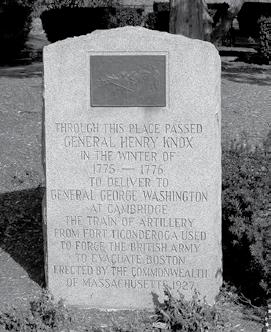 THROUGH THIS PLACE PASSED
GENERAL HENRY KNOX
IN THE WINTER OF
1775 — 1776
TO DELIVER TO
GENERAL GEORGE WASHINGTON
AT CAMBRIDGE
THE TRAIN OF ARTILLERY
FROM FORT TICONDEROGA USED
TO FORCE THE BRITISH ARMY
TO EVACUATE BOSTON
ERECTED BY THE COMMONWEALTH
OF MASSACHUSETTS 1927